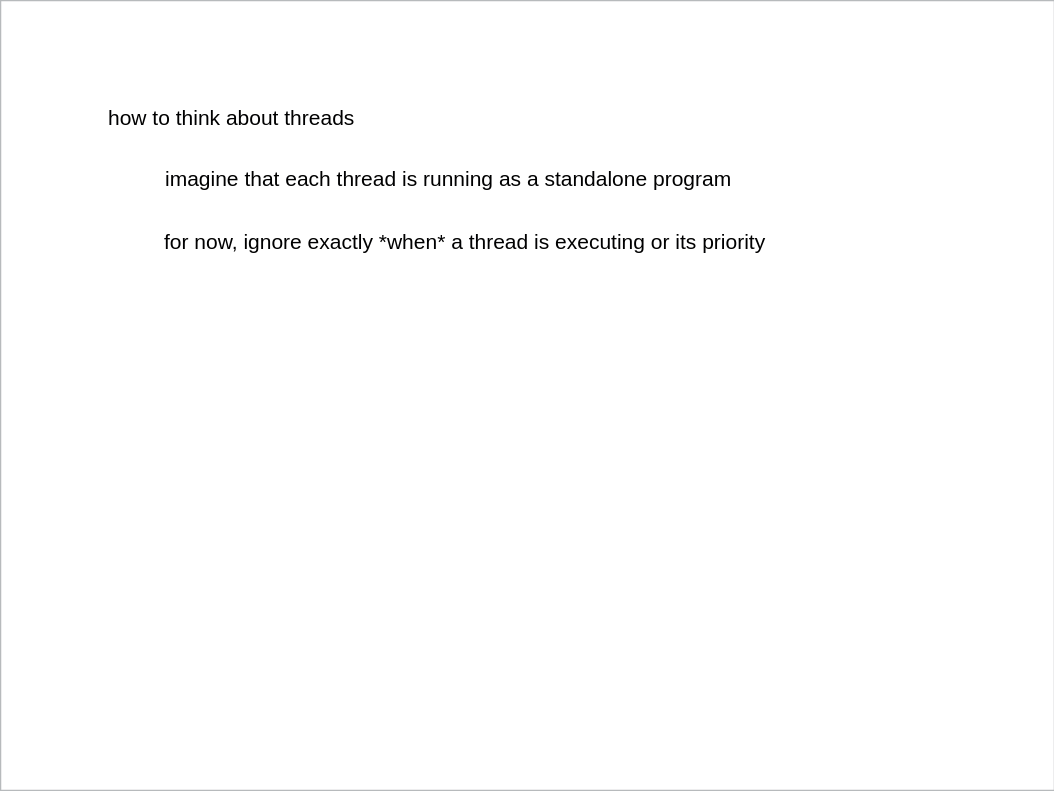 how to think about threads
imagine that each thread is running as a standalone program
for now, ignore exactly *when* a thread is executing or its priority